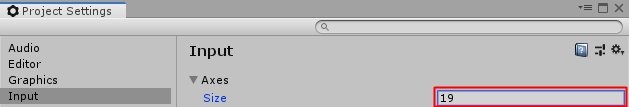 Project Settings
Audio
Editor
Graphics
Input
Input
Axes
Size
19